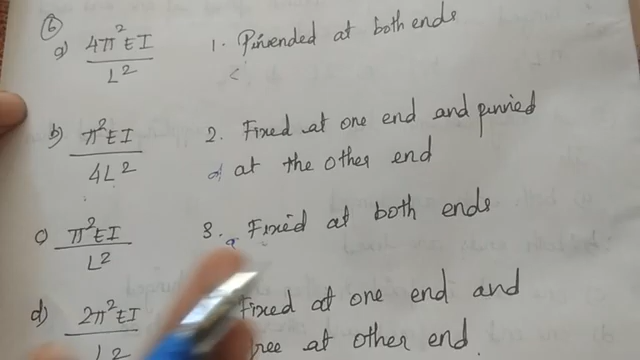 6
a) 4π²EI / L² 1. Pinended at both ends
c
b) π²EI / 4L² 2. Fixed at one end and pinned
d) at the other end
c) π²EI / L² 3. Fixed at both ends
a
d) 2π²EI / L² Fixed at one end and
free at other end.